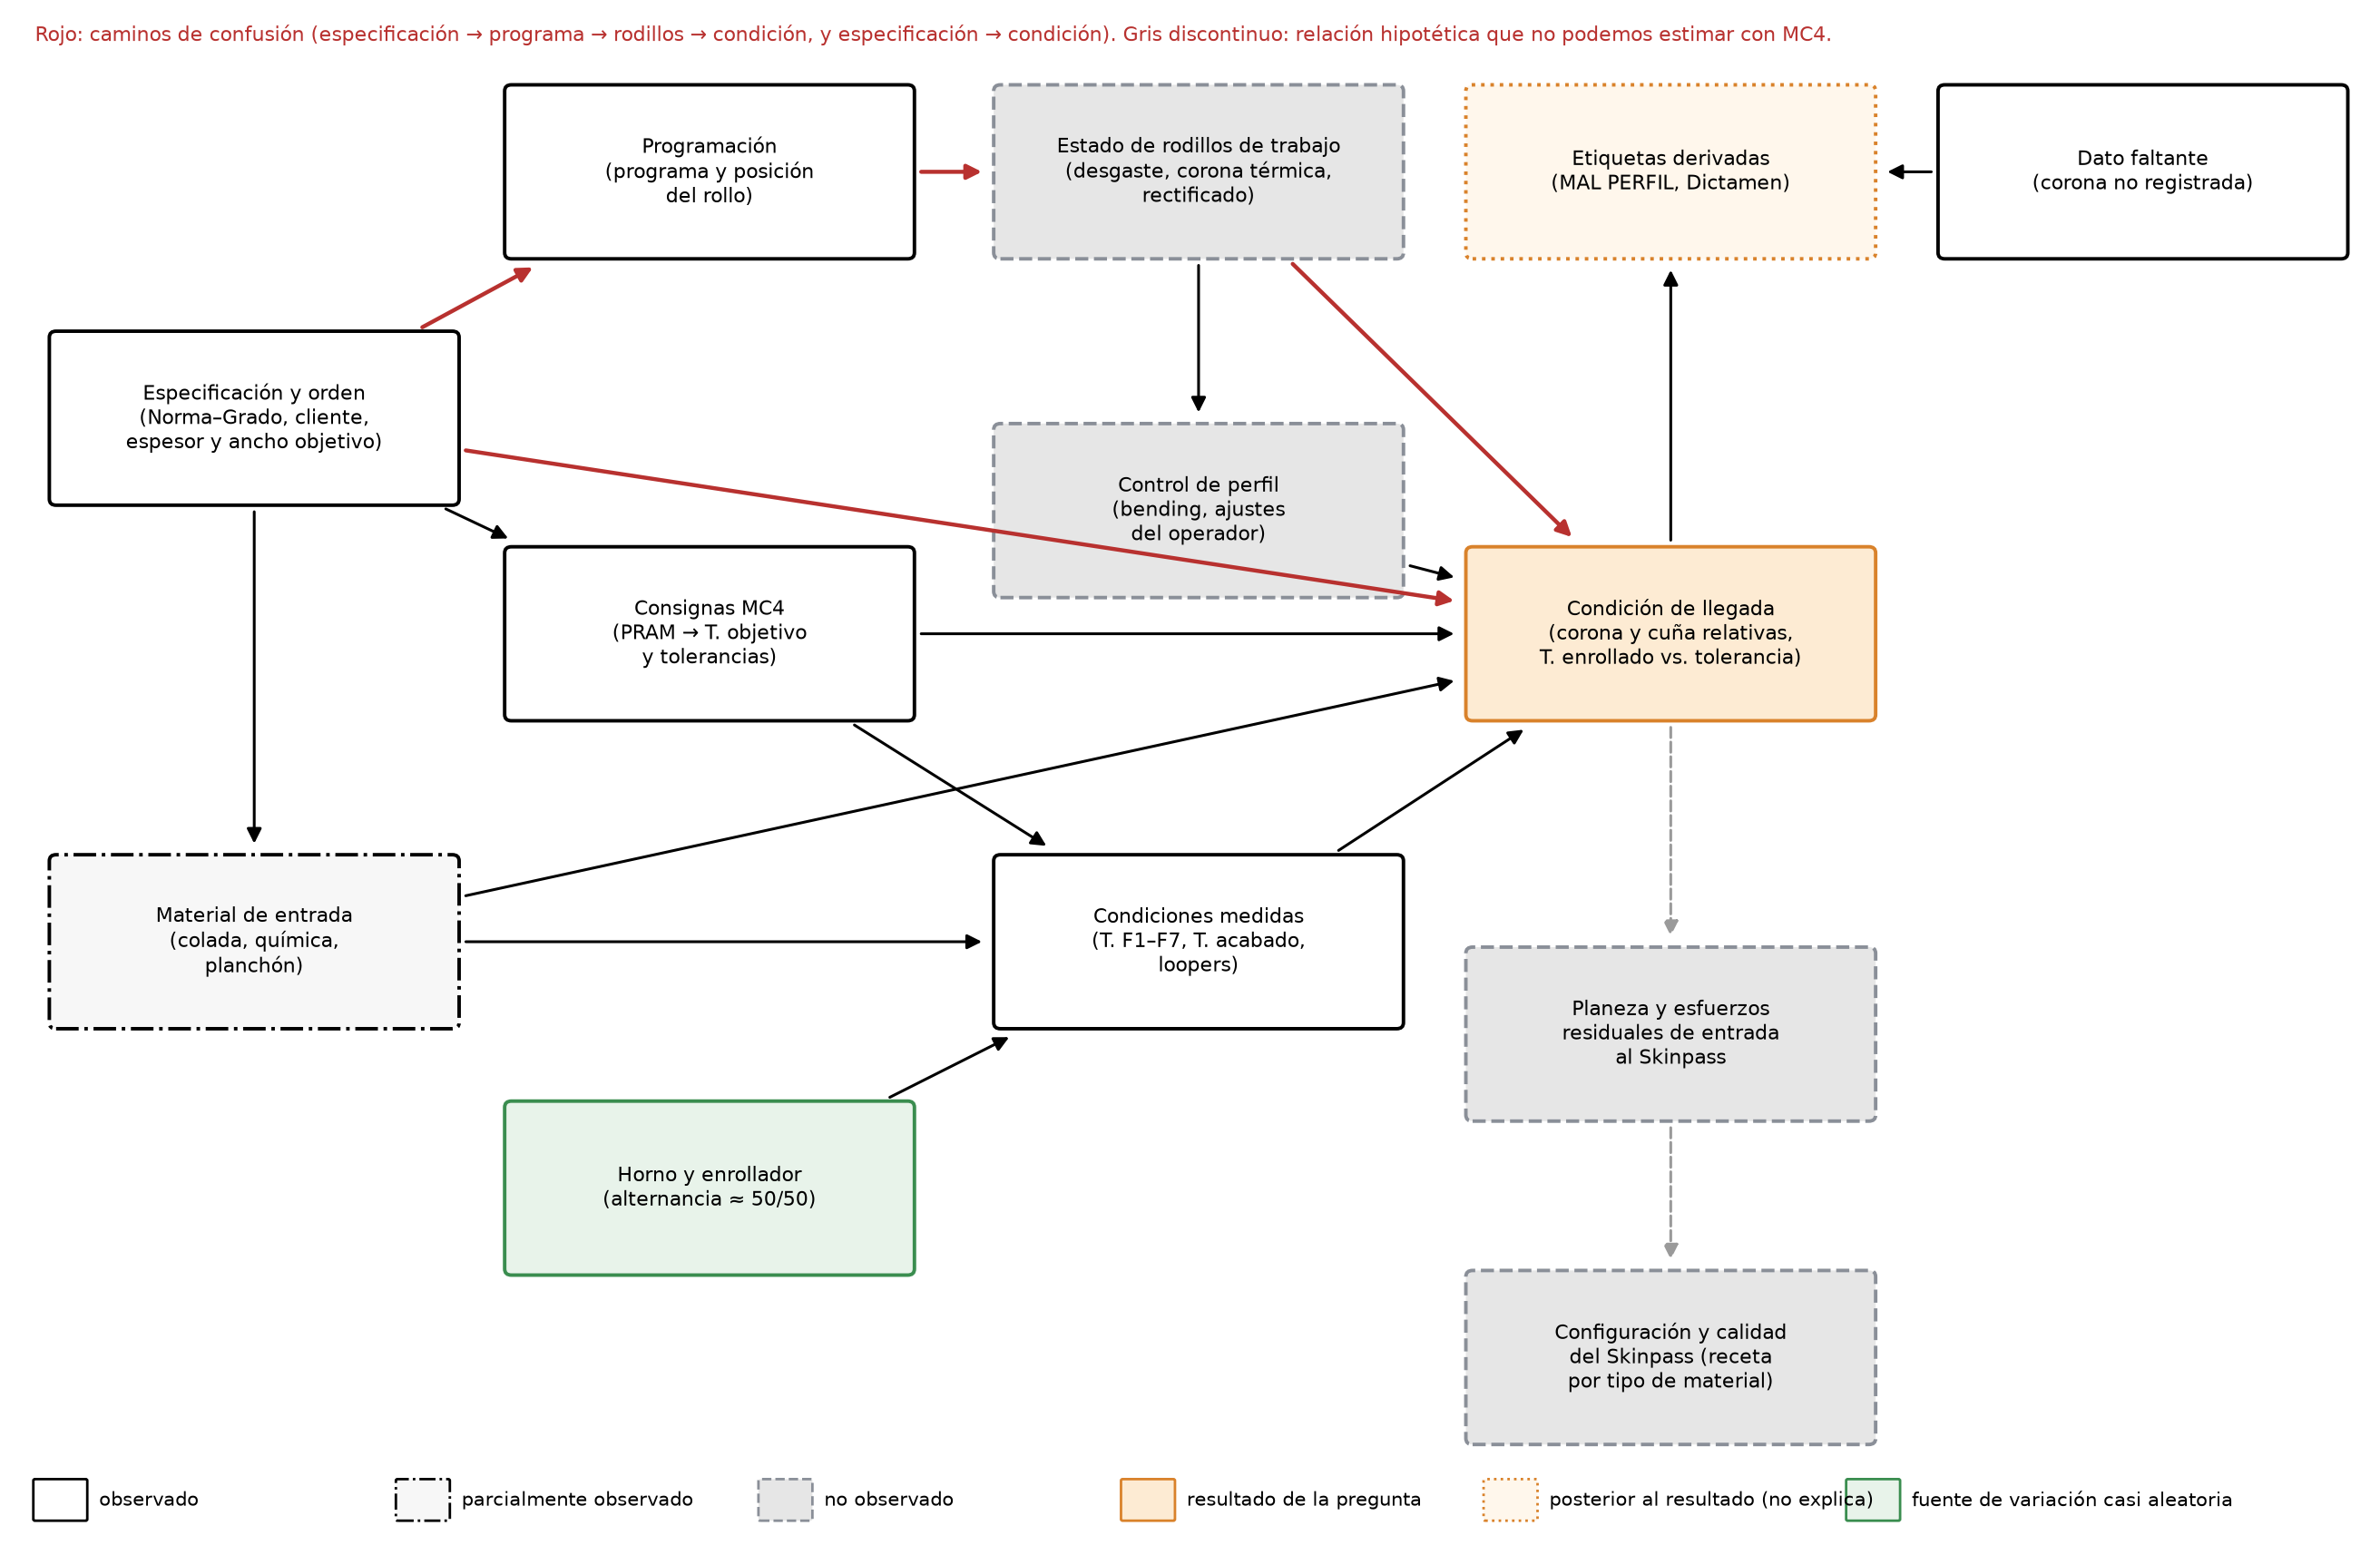 Rojo: caminos de confusión (especificación → programa → rodillos → condición, y especificación → condición). Gris discontinuo: relación hipotética que no podemos estimar con MC4.
Programación
(programa y posición
del rollo)
Estado de rodillos de trabajo
(desgaste, corona térmica,
rectificado)
Etiquetas derivadas
(MAL PERFIL, Dictamen)
Dato faltante
(corona no registrada)
Especificación y orden
(Norma–Grado, cliente,
espesor y ancho objetivo)
Control de perfil
(bending, ajustes
del operador)
Consignas MC4
(PRAM → T. objetivo
y tolerancias)
Condición de llegada
(corona y cuña relativas,
T. enrollado vs. tolerancia)
Material de entrada
(colada, química,
planchón)
Condiciones medidas
(T. F1–F7, T. acabado,
loopers)
Planeza y esfuerzos
residuales de entrada
al Skinpass
Horno y enrollador
(alternancia ≈ 50/50)
Configuración y calidad
del Skinpass (receta
por tipo de material)
observado
parcialmente observado
no observado
resultado de la pregunta
posterior al resultado (no explica)
fuente de variación casi aleatoria